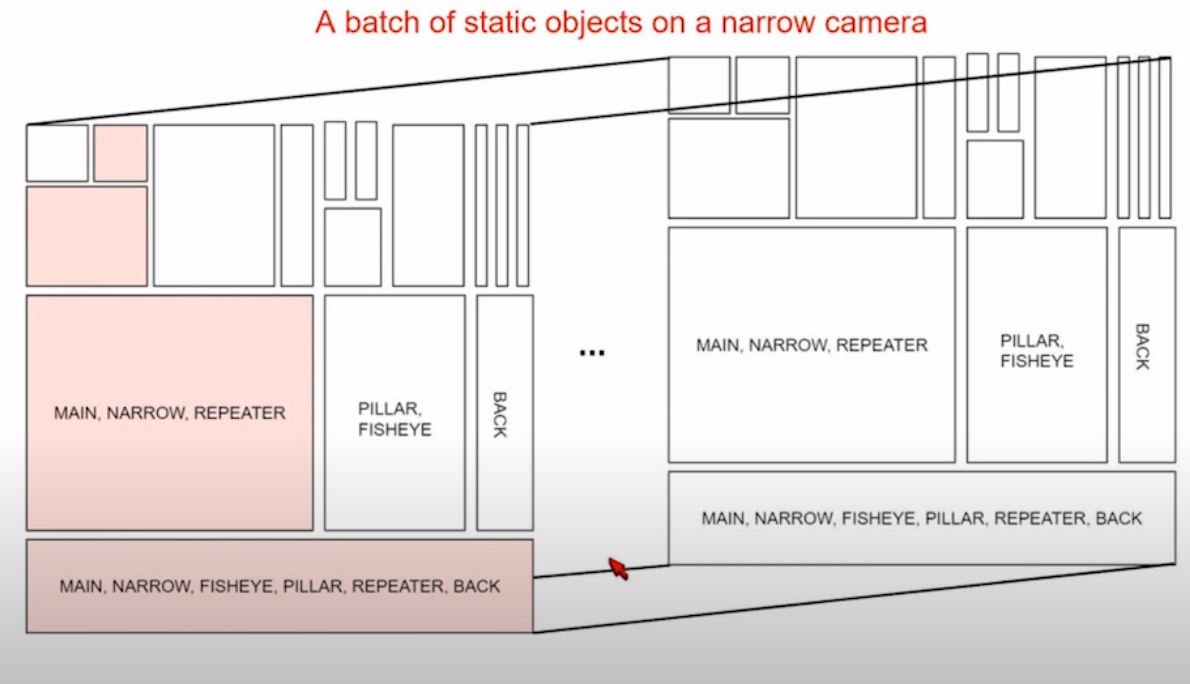 A batch of static objects on a narrow camera
MAIN, NARROW, REPEATER
PILLAR,
FISHEYE
BACK
MAIN, NARROW, FISHEYE, PILLAR, REPEATER, BACK
...
MAIN, NARROW, REPEATER
PILLAR,
FISHEYE
BACK
MAIN, NARROW, FISHEYE, PILLAR, REPEATER, BACK